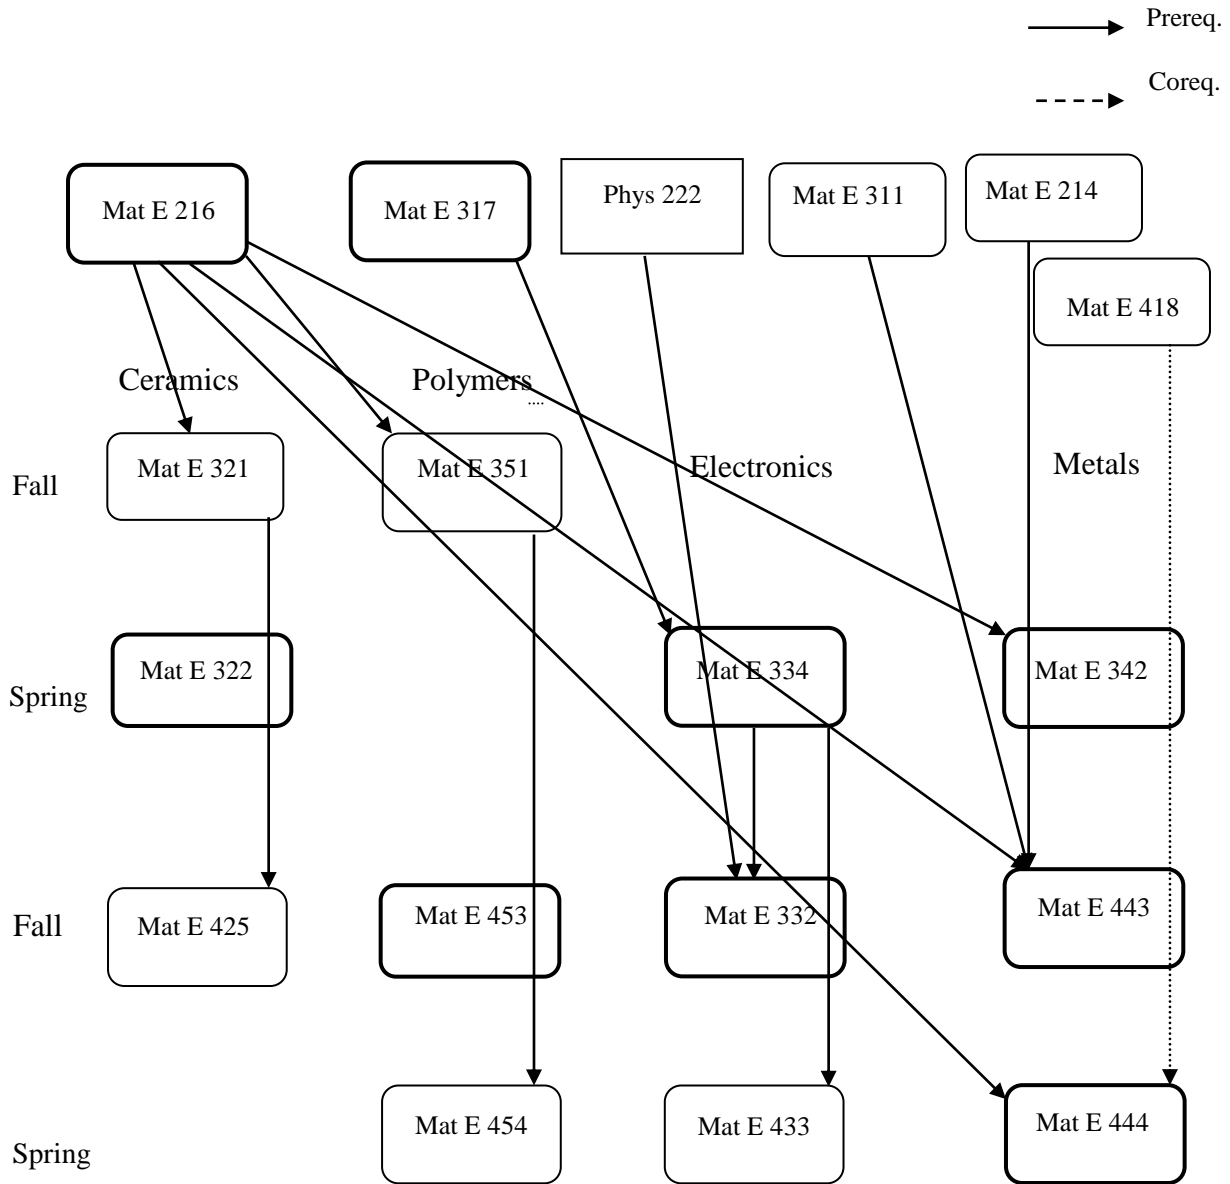 Prereq.
Coreq.
Mat E 216
Mat E 317
Phys 222
Mat E 311
Mat E 214
Mat E 418
Ceramics
Polymers
Electronics
Metals
Fall
Mat E 321
Mat E 351
Spring
Mat E 322
Mat E 334
Mat E 342
Fall
Mat E 425
Mat E 453
Mat E 332
Mat E 443
Spring
Mat E 454
Mat E 433
Mat E 444